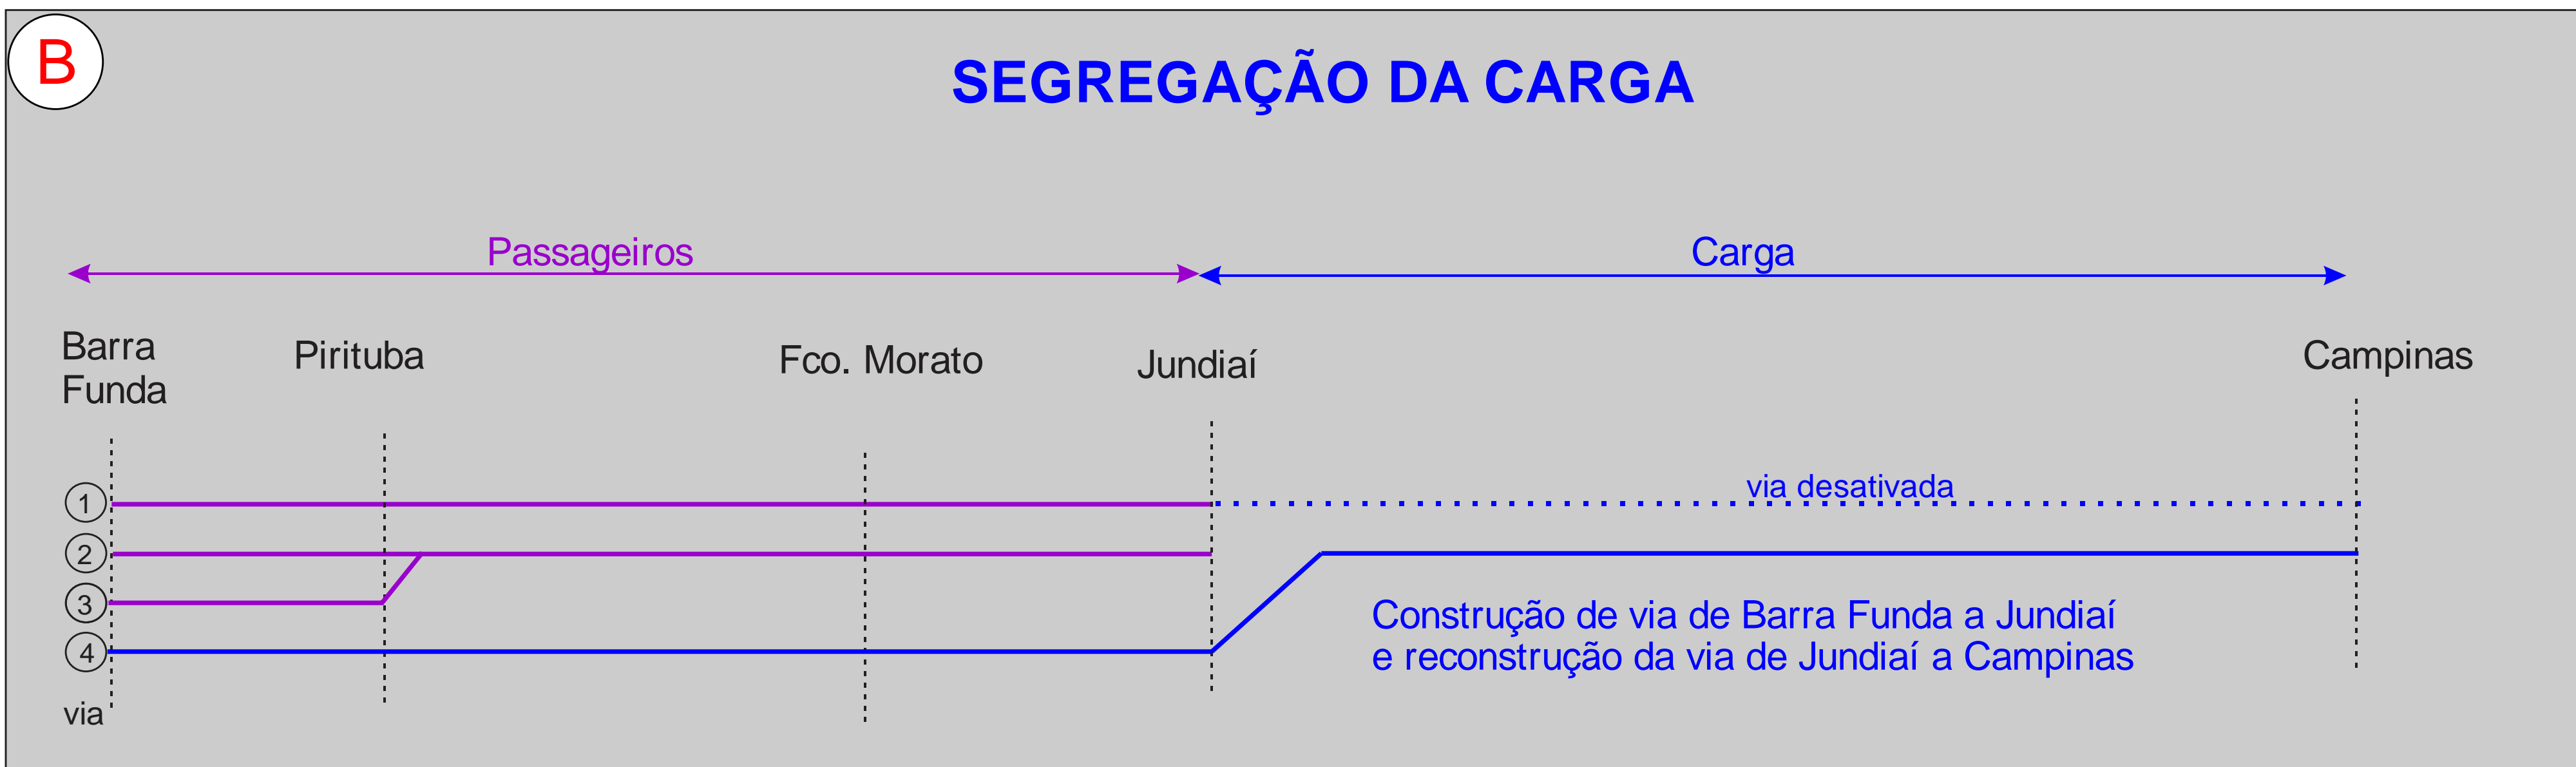 B
SEGREGAÇÃO DA CARGA
Passageiros
Carga
Barra
Funda
Pirituba
Fco. Morato
Jundiaí
Campinas
1
via desativada
2
3
Construção de via de Barra Funda a Jundiaí
4
e reconstrução da via de Jundiaí a Campinas
via